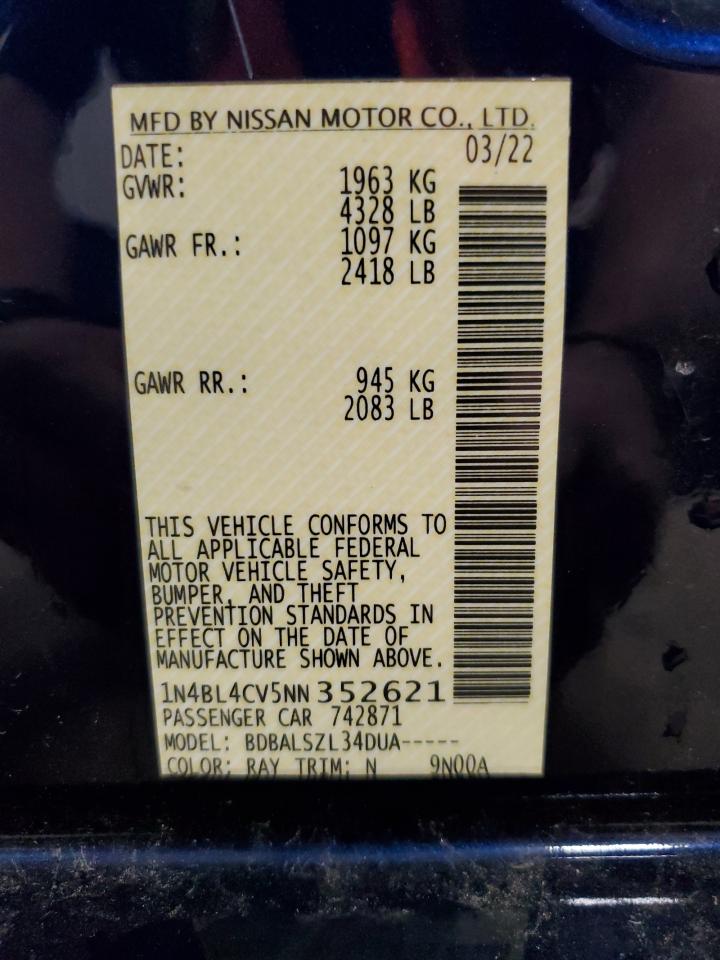 MFD BY NISSAN MOTOR CO., LTD.
DATE: 03/22
GVWR: 1963 KG
4328 LB
GAWR FR.: 1097 KG
2418 LB
GAWR RR.: 945 KG
2083 LB
THIS VEHICLE CONFORMS TO
ALL APPLICABLE FEDERAL
MOTOR VEHICLE SAFETY,
BUMPER, AND THEFT
PREVENTION STANDARDS IN
EFFECT ON THE DATE OF
MANUFACTURE SHOWN ABOVE.
1N4BL4CV5NN352621
PASSENGER CAR 742871
MODEL: BDBALSZL34DUA-----
COLOR: RAY TRIM: N 9N00A